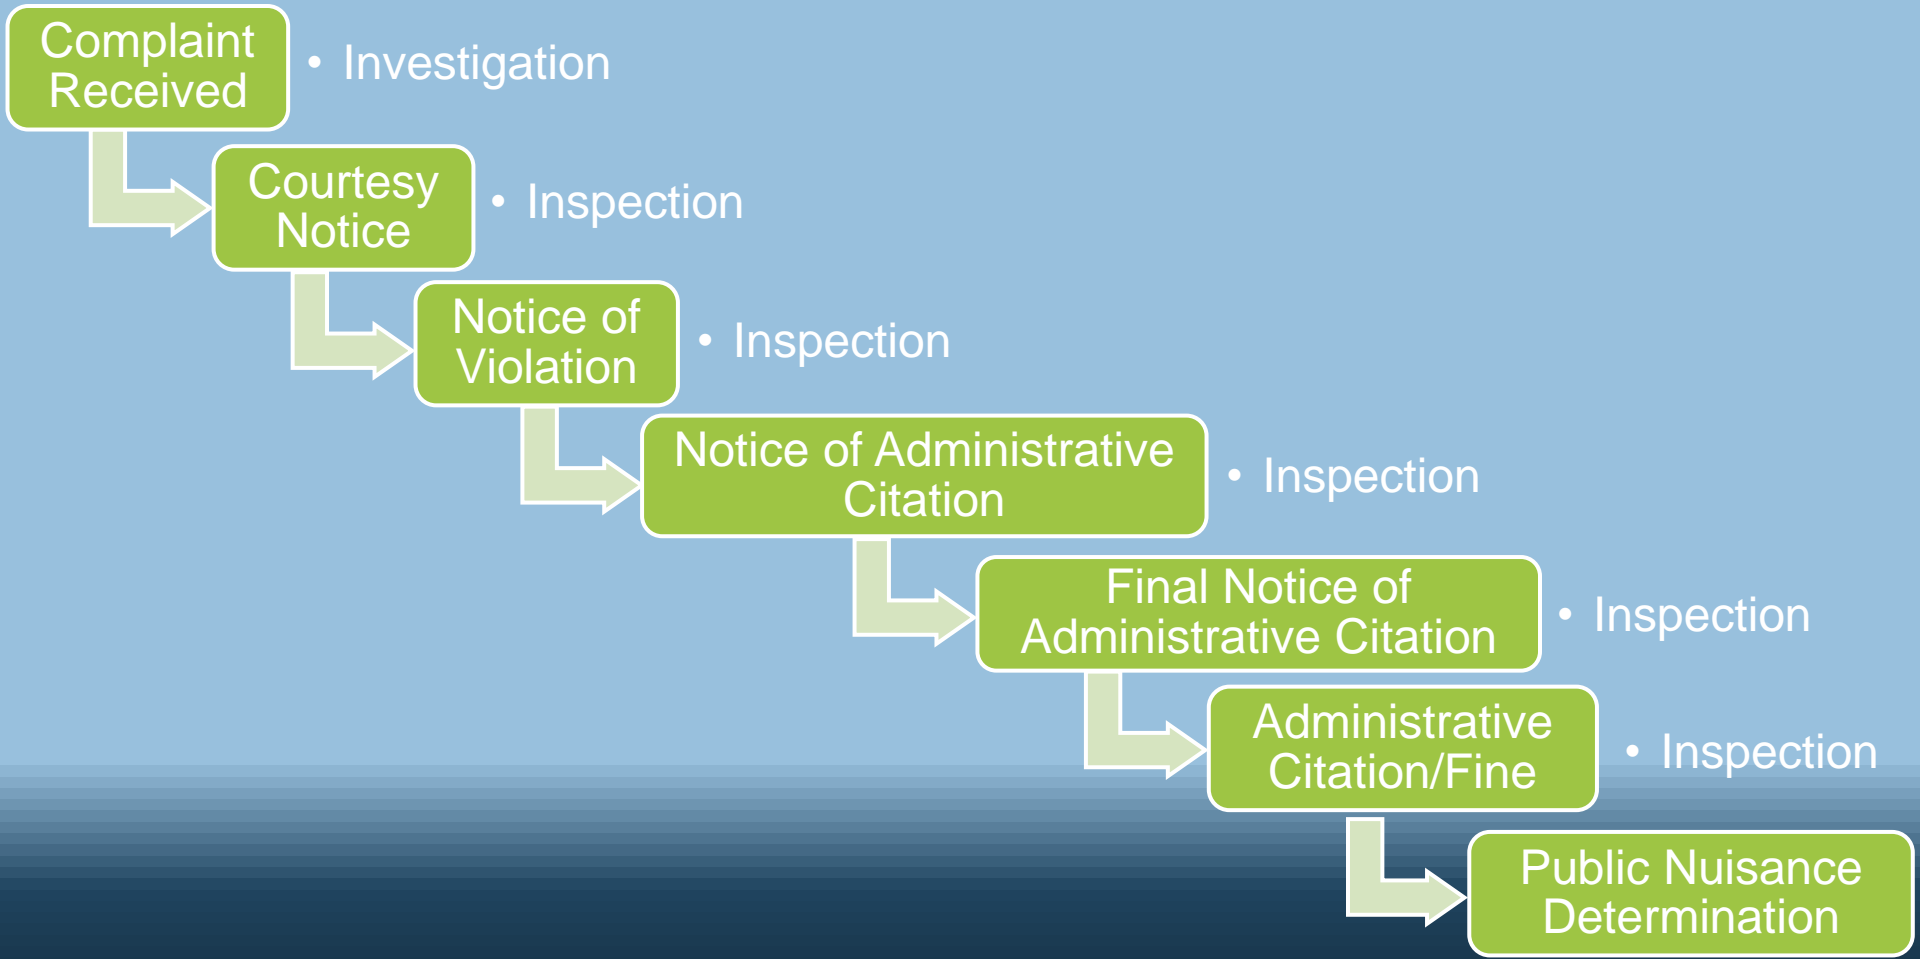 Complaint
Received
• Investigation
Courtesy
Notice
• Inspection
Notice of
Violation
• Inspection
Notice of Administrative
Citation
• Inspection
Final Notice of
Administrative Citation
• Inspection
Administrative
Citation/Fine
• Inspection
Public Nuisance
Determination